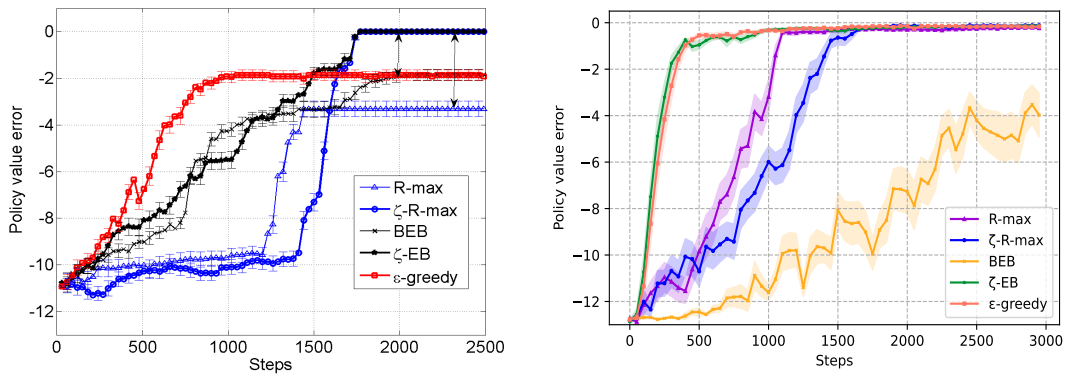 0
-2
-4
-6
-8
-10
-12
Policy value error
0
500
1000
1500
2000
2500
Steps
R-max
ζ-R-max
BEB
ζ-EB
ε-greedy
0
−2
−4
−6
−8
−10
−12
Policy value error
0
500
1000
1500
2000
2500
3000
Steps
R-max
ζ-R-max
BEB
ζ-EB
ε-greedy